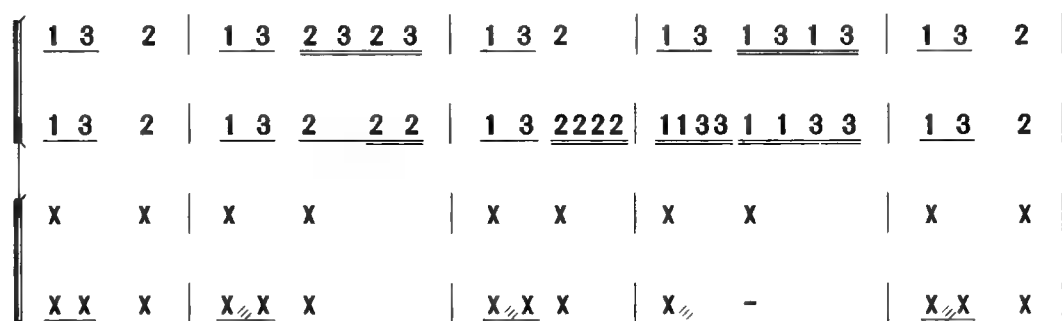 1 3 2 | 1 3 2 3 2 3 | 1 3 2 | 1 3 1 3 1 3 | 1 3 2 |
1 3 2 | 1 3 2 2 2 | 1 3 2222 | 1133 1 1 3 3 | 1 3 2 |
X X | X X | X X | X X | X X |
X X X | X X X | X X X | X - | X X X |